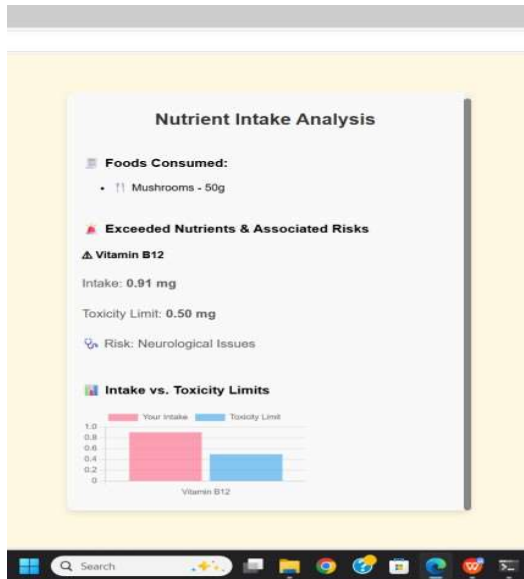 Nutrient Intake Analysis
Foods Consumed:
• Mushrooms - 50g
Exceeded Nutrients & Associated Risks
Vitamin B12
Intake: 0.91 mg
Toxicity Limit: 0.50 mg
Risk: Neurological Issues
Intake vs. Toxicity Limits
Your Intake Toxicity Limit
1.0
0.8
0.6
0.4
0.2
0
Vitamin B12
Search